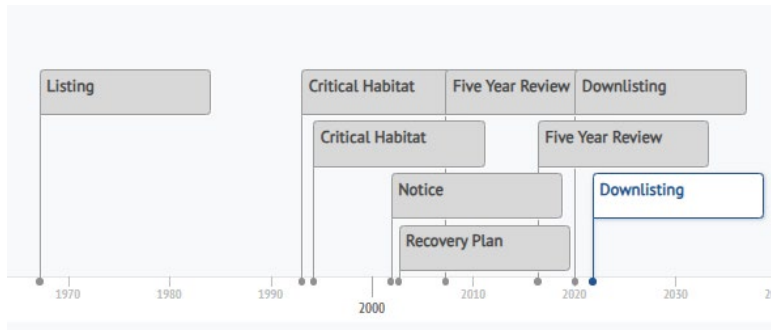 Listing
Critical Habitat
Five Year Review
Downlisting
Critical Habitat
Five Year Review
Notice
Downlisting
Recovery Plan
1970
1980
1990
2000
2010
2020
2030